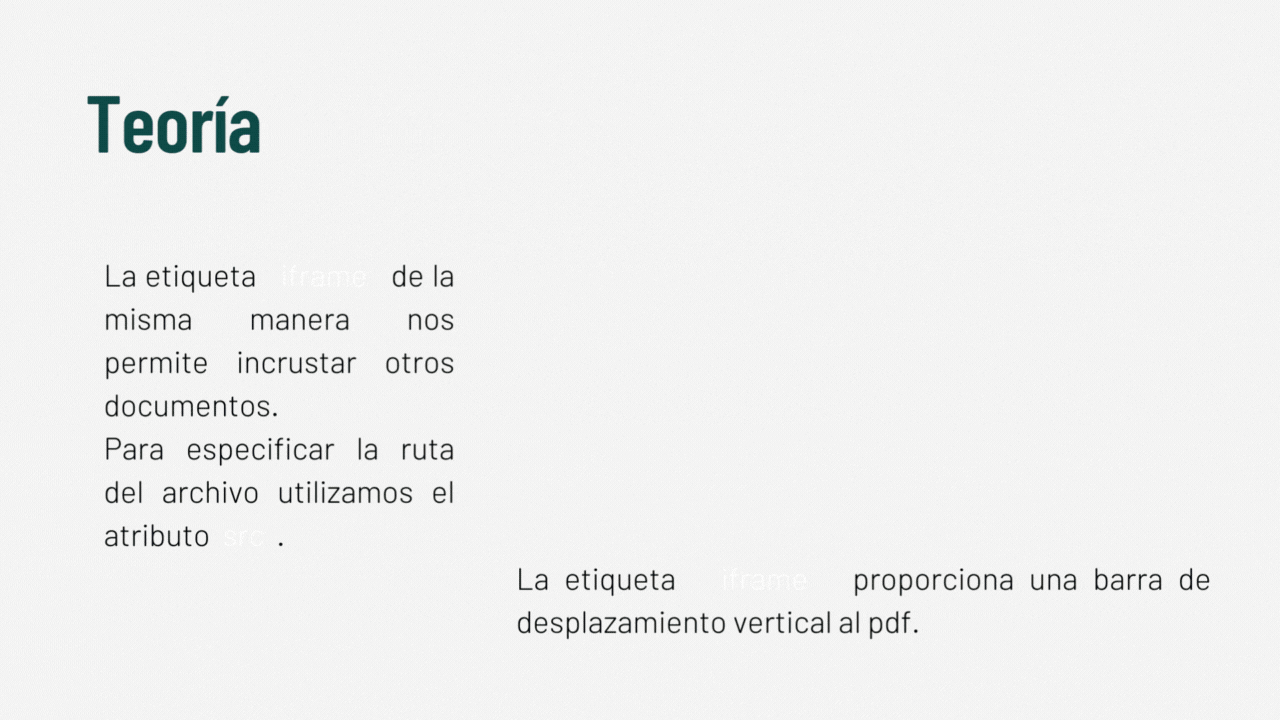 Teoría
La etiqueta iframe de la
misma manera nos
permite incrustar otros
documentos.
Para especificar la ruta
del archivo utilizamos el
atributo src .
La etiqueta iframe proporciona una barra de
desplazamiento vertical al pdf.